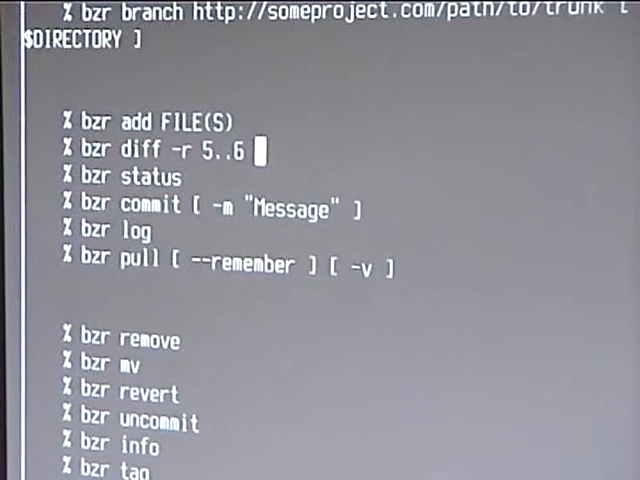 % bzr branch http://someproject.com/path/to/trunk [
$DIRECTORY ]
% bzr add FILE(S)
% bzr diff -r 5..6
% bzr status
% bzr commit [ -m "Message" ]
% bzr log
% bzr pull [ --remember ] [ -v ]
% bzr remove
% bzr mv
% bzr revert
% bzr uncommit
% bzr info
% bzr tag